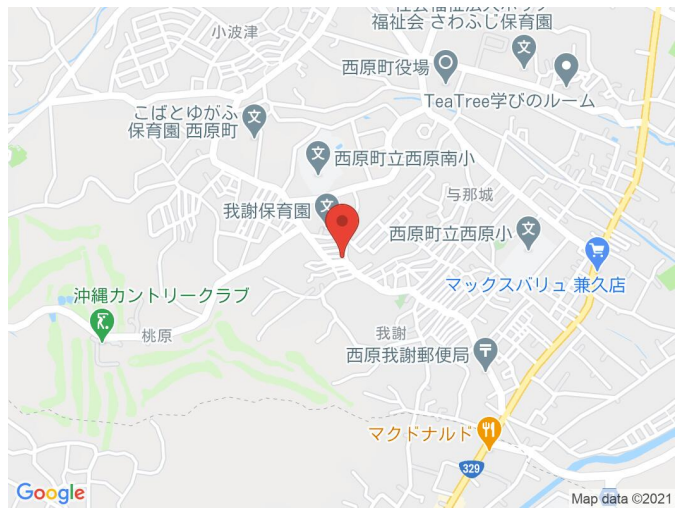 福祉会 さわふじ保育園
小波津
西原町役場
TeaTree学びのルーム
こばとゆがふ
保育園 西原町
西原町立西原南小
与那城
我謝保育園
西原町立西原小
マックスバリュ 兼久店
沖縄カントリークラブ
桃原
我謝
西原我謝郵便局
マクドナルド
329
Google
Map data ©2021